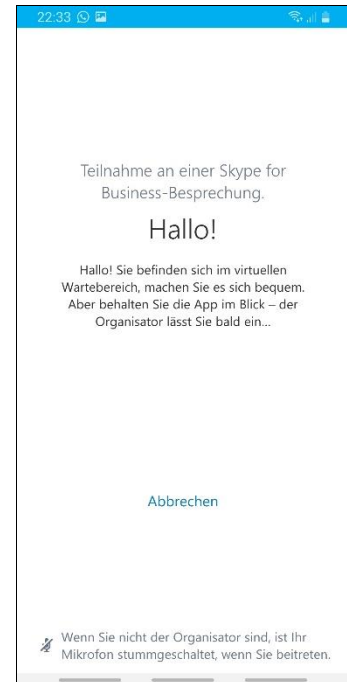 22:33
Teilnahme an einer Skype for
Business-Besprechung.
Hallo!
Hallo! Sie befinden sich im virtuellen
Wartebereich, machen Sie es sich bequem.
Aber behalten Sie die App im Blick – der
Organisator lässt Sie bald ein...
Abbrechen
Wenn Sie nicht der Organisator sind, ist Ihr
Mikrofon stummgeschaltet, wenn Sie beitreten.